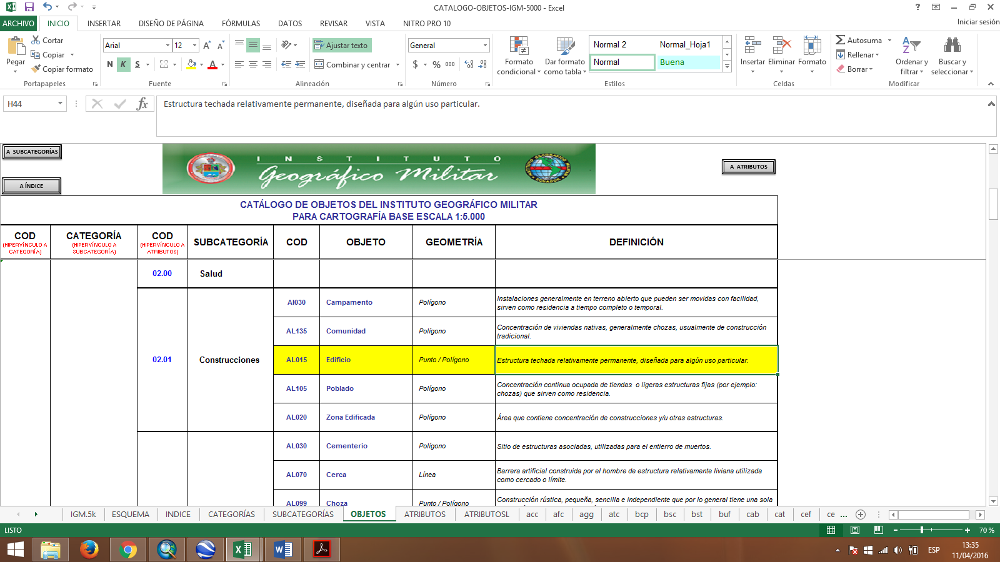 CATALOGO-OBJETOS-IGM-5000 - Excel
ARCHIVO INICIO INSERTAR DISEÑO DE PÁGINA FÓRMULAS DATOS REVISAR VISTA NITRO PRO 10 Iniciar sesión
Pegar
Cortar
Copiar
Copiar formato
Portapapeles
Arial 12
N K S
Fuente
Ajustar texto
Combinar y centrar
Alineación
General
$ % 000
Número
Formato condicional
Dar formato como tabla
Normal 2 Normal_Hoja1
Normal Buena
Estilos
Insertar Eliminar Formato
Celdas
Autosuma
Rellenar
Borrar
Ordenar y filtrar
Buscar y seleccionar
Modificar
H44 fx Estructura techada relativamente permanente, diseñada para algún uso particular.
A SUBCATEGORÍAS
A ÍNDICE
INSTITUTO
Geográfico Militar
A ATRIBUTOS
CATÁLOGO DE OBJETOS DEL INSTITUTO GEOGRÁFICO MILITAR
PARA CARTOGRAFÍA BASE ESCALA 1:5.000
COD (HIPERVÍNCULO A CATEGORÍA) CATEGORÍA (HIPERVÍNCULO A SUBCATEGORÍA) COD (HIPERVÍNCULO A ATRIBUTOS) SUBCATEGORÍA COD OBJETO GEOMETRÍA DEFINICIÓN
02.00 Salud
02.01 Construcciones
AI030 Campamento Polígono Instalaciones generalmente en terreno abierto que pueden ser movidas con facilidad,
sirven como residencia a tiempo completo o temporal.
AL135 Comunidad Polígono Concentración de viviendas nativas, generalmente chozas, usualmente de construcción
tradicional.
AL015 Edificio Punto / Polígono Estructura techada relativamente permanente, diseñada para algún uso particular.
AL105 Poblado Polígono Concentración continua ocupada de tiendas o ligeras estructuras fijas (por ejemplo:
chozas) que sirven como residencia.
AL020 Zona Edificada Polígono Área que contiene concentración de construcciones y/u otras estructuras.
AL030 Cementerio Polígono Sitio de estructuras asociadas, utilizadas para el entierro de muertos.
AL070 Cerca Línea Barrera artificial construida por el hombre de estructura relativamente liviana utilizada
como cercado o límite.
AL099 Choza Punto / Polígono Construcción rústica, pequeña, sencilla e independiente que por lo general tiene una sola
IGM.5k ESQUEMA INDICE CATEGORÍAS SUBCATEGORÍAS OBJETOS ATRIBUTOS ATRIBUTOSL acc afc agg atc bcp bsc bst buf cab cat cef ce ...
LISTO 70 %
ESP 13:35
11/04/2016